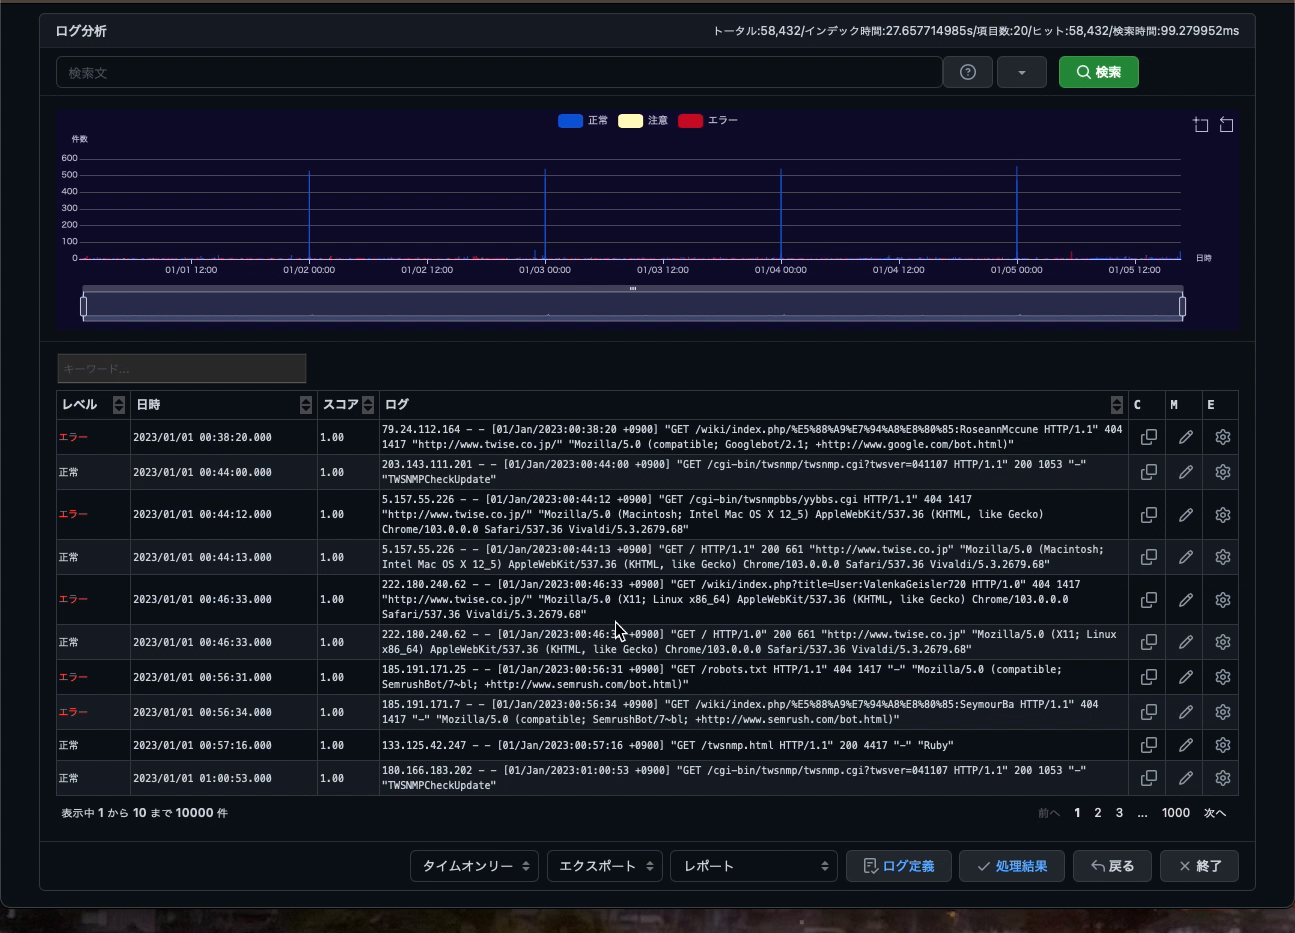 ログ分析
トータル:58,432/インデック時間:27.657714985s/項目数:20/ヒット:58,432/検索時間:99.279952ms
検索文
検索
正常 注意 エラー
件数
600
500
400
300
200
100
0
日時
01/01 12:00 01/02 00:00 01/02 12:00 01/03 00:00 01/03 12:00 01/04 00:00 01/04 12:00 01/05 00:00 01/05 12:00
キーワード...
レベル 日時 スコア ログ C M E
エラー 2023/01/01 00:38:20.000 1.00 79.24.112.164 - - [01/Jan/2023:00:38:20 +0900] "GET /wiki/index.php/%E5%88%A9%E7%94%A8%E8%80%85:RoseannMccune HTTP/1.1" 404
1417 "http://www.twise.co.jp/" "Mozilla/5.0 (compatible; Googlebot/2.1; +http://www.google.com/bot.html)"
正常 2023/01/01 00:44:00.000 1.00 203.143.111.201 - - [01/Jan/2023:00:44:00 +0900] "GET /cgi-bin/twsnmp/twsnmp.cgi?twsver=041107 HTTP/1.1" 200 1053 "-"
"TWSNMPCheckUpdate"
エラー 2023/01/01 00:44:12.000 1.00 5.157.55.226 - - [01/Jan/2023:00:44:12 +0900] "GET /cgi-bin/twsnmpbbs/yybbs.cgi HTTP/1.1" 404 1417
"http://www.twise.co.jp/" "Mozilla/5.0 (Macintosh; Intel Mac OS X 12_5) AppleWebKit/537.36 (KHTML, like Gecko)
Chrome/103.0.0.0 Safari/537.36 Vivaldi/5.3.2679.68"
正常 2023/01/01 00:44:13.000 1.00 5.157.55.226 - - [01/Jan/2023:00:44:13 +0900] "GET / HTTP/1.1" 200 661 "http://www.twise.co.jp" "Mozilla/5.0 (Macintosh;
Intel Mac OS X 12_5) AppleWebKit/537.36 (KHTML, like Gecko) Chrome/103.0.0.0 Safari/537.36 Vivaldi/5.3.2679.68"
エラー 2023/01/01 00:46:33.000 1.00 222.180.240.62 - - [01/Jan/2023:00:46:33 +0900] "GET /wiki/index.php?title=User:ValenkaGeisler720 HTTP/1.0" 404 1417
"http://www.twise.co.jp/" "Mozilla/5.0 (X11; Linux x86_64) AppleWebKit/537.36 (KHTML, like Gecko) Chrome/103.0.0.0
Safari/537.36 Vivaldi/5.3.2679.68"
正常 2023/01/01 00:46:33.000 1.00 222.180.240.62 - - [01/Jan/2023:00:46:3 +0900] "GET / HTTP/1.0" 200 661 "http://www.twise.co.jp" "Mozilla/5.0 (X11; Linux
x86_64) AppleWebKit/537.36 (KHTML, like Gecko) Chrome/103.0.0.0 Safari/537.36 Vivaldi/5.3.2679.68"
エラー 2023/01/01 00:56:31.000 1.00 185.191.171.25 - - [01/Jan/2023:00:56:31 +0900] "GET /robots.txt HTTP/1.1" 404 1417 "-" "Mozilla/5.0 (compatible;
SemrushBot/7~bl; +http://www.semrush.com/bot.html)"
エラー 2023/01/01 00:56:34.000 1.00 185.191.171.7 - - [01/Jan/2023:00:56:34 +0900] "GET /wiki/index.php/%E5%88%A9%E7%94%A8%E8%80%85:SeymourBa HTTP/1.1" 404
1417 "-" "Mozilla/5.0 (compatible; SemrushBot/7~bl; +http://www.semrush.com/bot.html)"
正常 2023/01/01 00:57:16.000 1.00 133.125.42.247 - - [01/Jan/2023:00:57:16 +0900] "GET /twsnmp.html HTTP/1.1" 200 4417 "-" "Ruby"
正常 2023/01/01 01:00:53.000 1.00 180.166.183.202 - - [01/Jan/2023:01:00:53 +0900] "GET /cgi-bin/twsnmp/twsnmp.cgi?twsver=041107 HTTP/1.1" 200 1053 "-"
"TWSNMPCheckUpdate"
表示中 1 から 10 まで 10000 件
前へ 1 2 3 ... 1000 次へ
タイムオンリー エクスポート レポート ログ定義 処理結果 戻る 終了